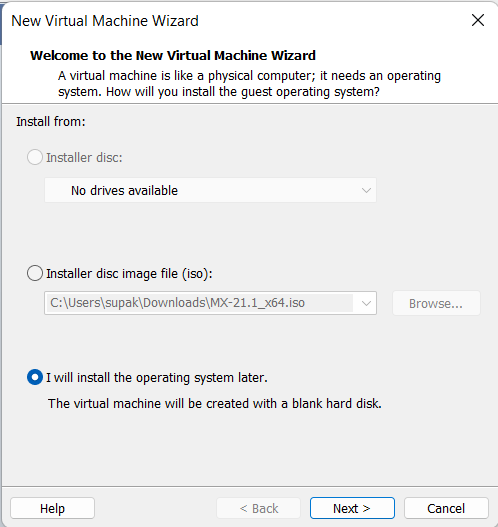 New Virtual Machine Wizard
Welcome to the New Virtual Machine Wizard
A virtual machine is like a physical computer; it needs an operating
system. How will you install the guest operating system?
Install from:
Installer disc:
No drives available
Installer disc image file (iso):
C:\Users\supak\Downloads\MX-21.1_x64.iso
Browse...
I will install the operating system later.
The virtual machine will be created with a blank hard disk.
Help
< Back
Next >
Cancel